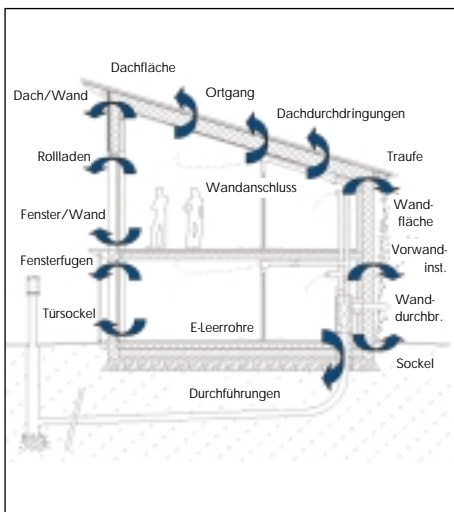 Dachfläche
Dach/Wand
Ortgang
Dachdurchdringungen
Rollladen
Traufe
Wandanschluss
Wand-
fläche
Fenster/Wand
Vorwand-
inst.
Fensterfugen
Wand-
durchbr.
Türsockel
E-Leerrohre
Sockel
Durchführungen